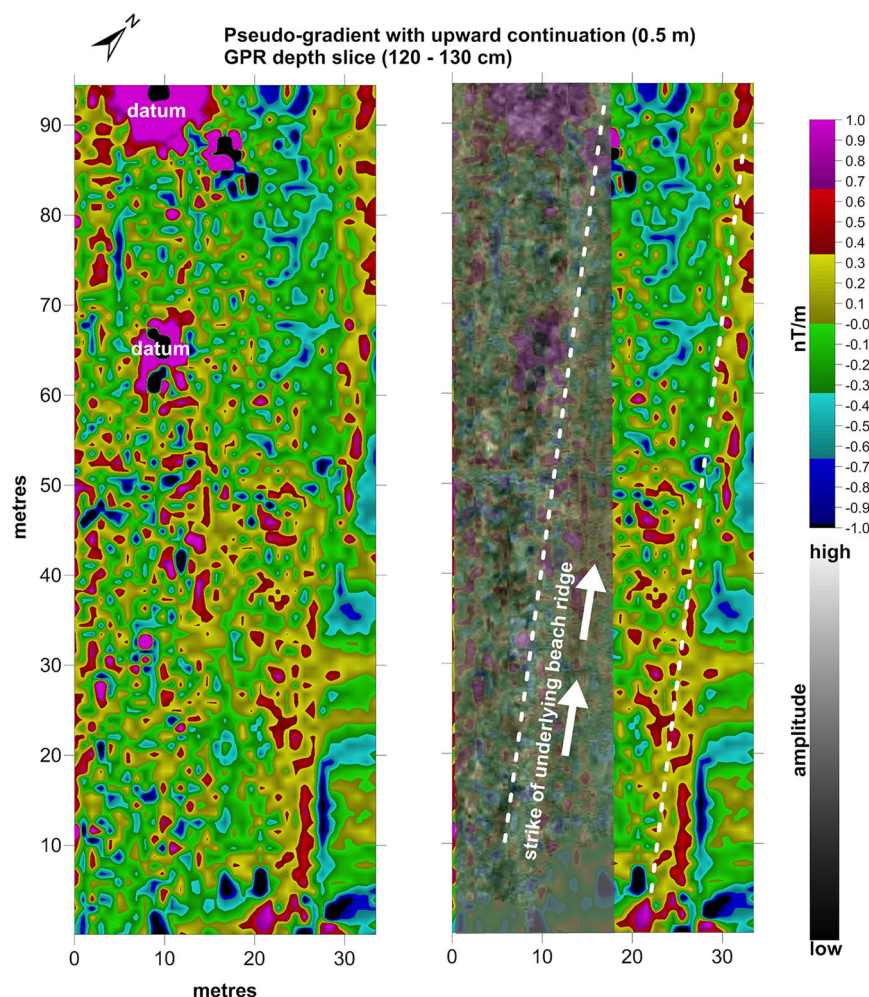 N
Pseudo-gradient with upward continuation (0.5 m)
GPR depth slice (120 - 130 cm)
datum
datum
90
80
70
60
50
40
30
20
10
metres
0 10 20 30
metres
strike of underlying beach ridge
0 10 20 30
1.0
0.9
0.8
0.7
0.6
0.4
0.3
0.2
0.1
-0.0
-0.1
-0.2
-0.3
-0.4
-0.6
-0.7
-0.8
-0.9
-1.0
nT/m
high
amplitude
low